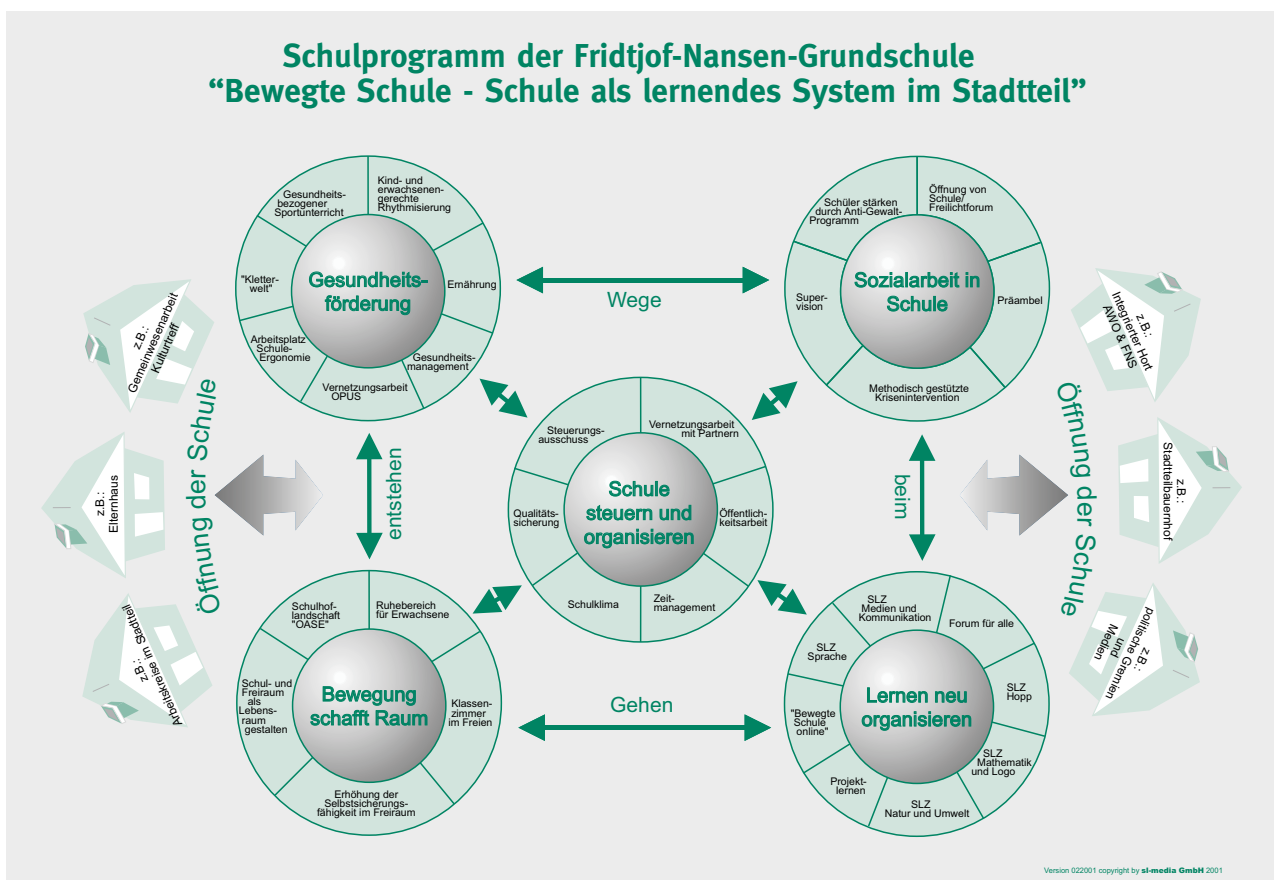 Schulprogramm der Fridtjof-Nansen-Grundschule
“Bewegte Schule - Schule als lernendes System im Stadtteil”
Gesundheits-
bezogener
Sportunterricht
Kind- und
erwachsenen-
gerechte
Rhythmisierung
"Kletter-
welt"
Ernährung
Arbeitsplatz
Schule-
Ergonomie
Gesundheits-
management
Vernetzungsarbeit
OPUS
Gesundheits-
förderung
Wege
Schüler stärken
durch Anti-Gewalt-
Programm
Öffnung von
Schule/
Freilichtforum
Super-
vision
Präambel
Methodisch gestützte
Krisenintervention
Sozialarbeit in
Schule
z.B.:
Gemeinwesenarbeit
Kulturtreff
z.B.:
Elternhaus
z.B.:
Arbeitskreise im Stadtteil
Öffnung der Schule
entstehen
Steuerungs-
ausschuss
Vernetzungsarbeit
mit Partnern
Qualitäts-
sicherung
Öffentlich-
keitsarbeit
Schulklima
Zeit-
management
Schule
steuern und
organisieren
beim
Öffnung der Schule
z.B.:
Integrierter Hort
AWO & FNS
z.B.:
Stadtteilbauernhof
z.B.:
politische Gremien
und
Medien
Schulhof-
landschaft
"OASE"
Ruhebereich
für Erwachsene
Schul- und
Freiraum
als
Lebens-
raum
gestalten
Klassen-
zimmer
im Freien
Erhöhung der
Selbstsicherungs-
fähigkeit im Freiraum
Bewegung
schafft Raum
Gehen
SLZ
Medien und
Kommunikation
Forum für alle
SLZ
Sprache
SLZ
Hopp
"Bewegte
Schule
online"
SLZ
Mathematik
und Logo
Projekt-
lernen
SLZ
Natur und Umwelt
Lernen neu
organisieren
Version 022001 copyright by sl-media GmbH 2001